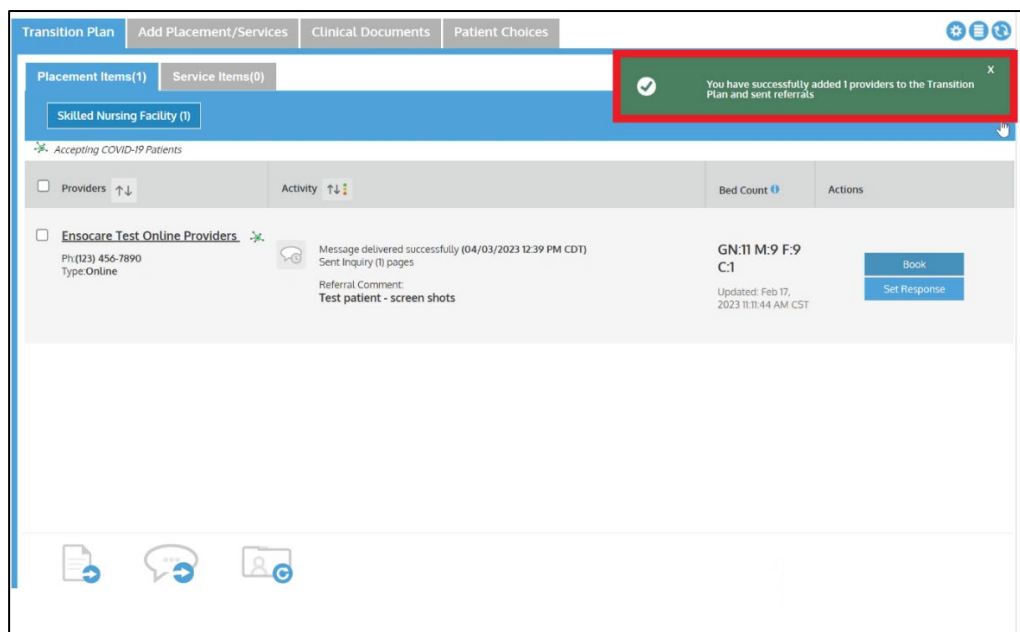 Transition Plan
Add Placement/Services
Clinical Documents
Patient Choices
Placement Items(1)
Service Items(0)
You have successfully added 1 providers to the Transition
Plan and sent referrals
X
Skilled Nursing Facility (1)
Accepting COVID-19 Patients
Providers
Activity
Bed Count
Actions
Ensocare Test Online Providers
Ph:(123) 456-7890
Type:Online
Message delivered successfully (04/03/2023 12:39 PM CDT)
Sent Inquiry (1) pages
Referral Comment:
Test patient - screen shots
GN:11 M:9 F:9
C:1
Updated: Feb 17,
2023 11:11:44 AM CST
Book
Set Response